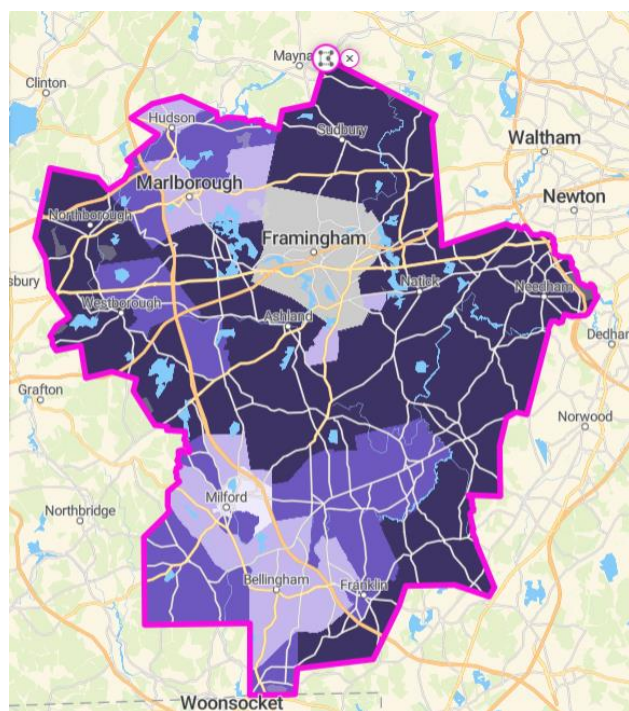 Mayna
Clinton
Hudson
Sudbury
Waltham
Marlborough
Newton
Northborough
Framingham
sbury
Natick
Needham
Westborough
Ashland
Dedha
Grafton
Norwood
Milford
Northbridge
Bellingham
Franklin
Woonsocket